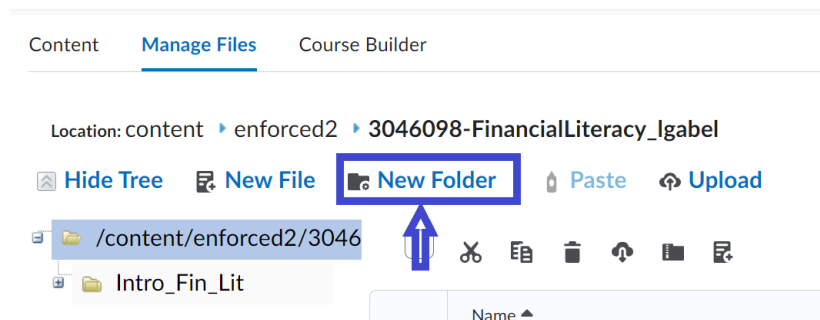 Content Manage Files Course Builder
Location: content enforced2 3046098-FinancialLiteracy_lgabel
Hide Tree New File New Folder Paste Upload
/content/enforced2/3046
Intro_Fin_Lit
Name